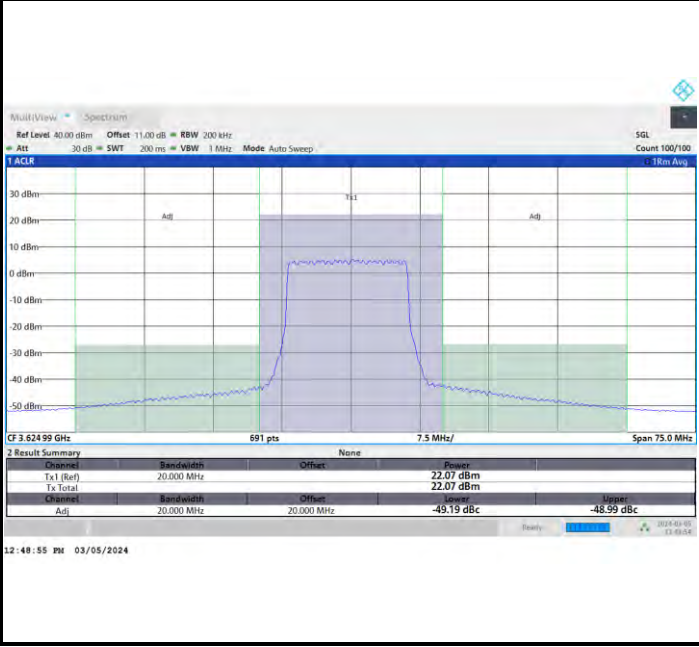 MultiView Spectrum
Ref Level 40.00 dBm Offset 11.00 dB RBW 200 kHz SGL
Att 30 dB SWT 200 ms VBW 1 MHz Mode Auto Sweep Count 100/100
1 ACLR 1Rm Avg
30 dBm
Tx1
Adj Adj
20 dBm
10 dBm
0 dBm
-10 dBm
-20 dBm
-30 dBm
-40 dBm
-50 dBm
CF 3.624 99 GHz 691 pts 7.5 MHz/ Span 75.0 MHz
2 Result Summary None
Channel Bandwidth Offset Power
Tx1 (Ref) 20.000 MHz 22.07 dBm
Tx Total 22.07 dBm
Channel Bandwidth Offset Lower Upper
Adj 20.000 MHz 20.000 MHz -49.19 dBc -48.99 dBc
Ready
12:48:55 PM 03/05/2024